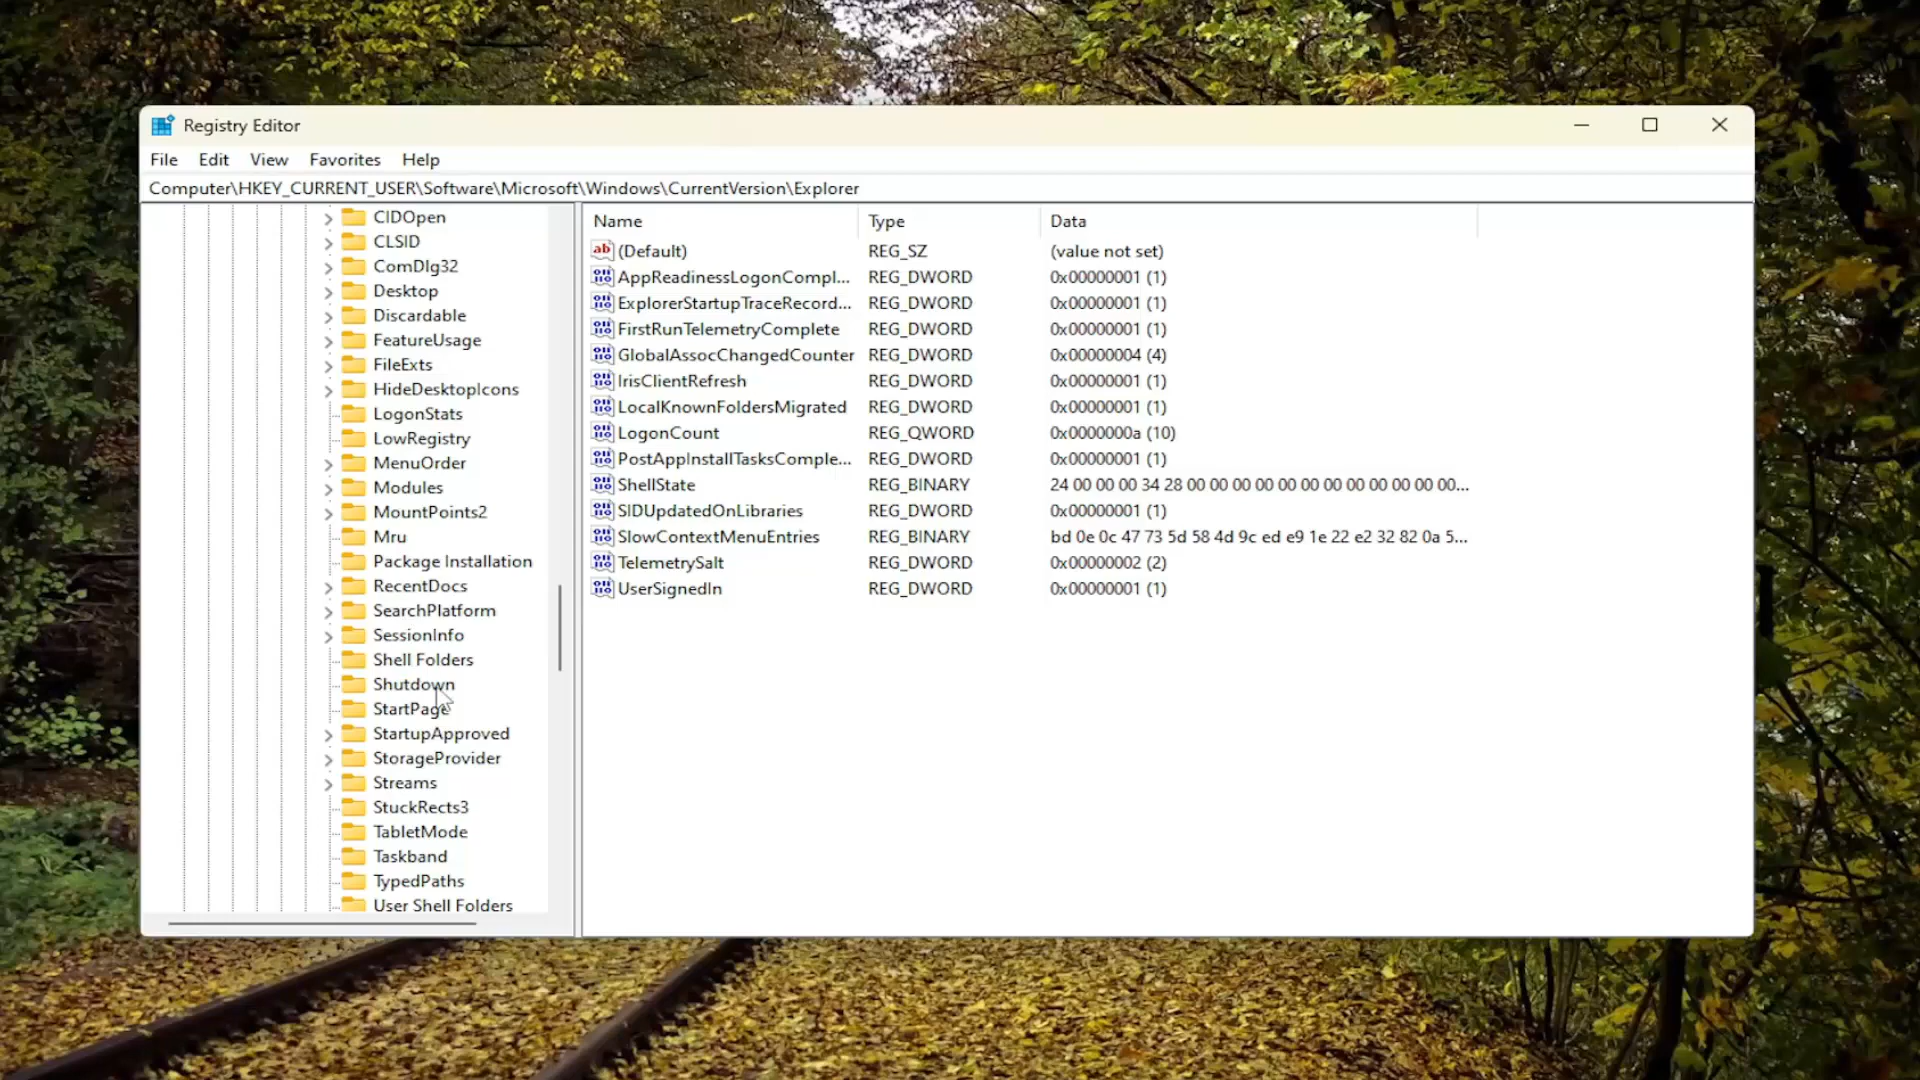 Registry Editor
File Edit View Favorites Help
Computer\HKEY_CURRENT_USER\Software\Microsoft\Windows\CurrentVersion\Explorer
CIDOpen
CLSID
ComDlg32
Desktop
Discardable
FeatureUsage
FileExts
HideDesktopIcons
LogonStats
LowRegistry
MenuOrder
Modules
MountPoints2
Mru
Package Installation
RecentDocs
SearchPlatform
SessionInfo
Shell Folders
Shutdown
StartPage
StartupApproved
StorageProvider
Streams
StuckRects3
TabletMode
Taskband
TypedPaths
User Shell Folders
Name Type Data
(Default) REG_SZ (value not set)
AppReadinessLogonCompl... REG_DWORD 0x00000001 (1)
ExplorerStartupTraceRecord... REG_DWORD 0x00000001 (1)
FirstRunTelemetryComplete REG_DWORD 0x00000001 (1)
GlobalAssocChangedCounter REG_DWORD 0x00000004 (4)
IrisClientRefresh REG_DWORD 0x00000001 (1)
LocalKnownFoldersMigrated REG_DWORD 0x00000001 (1)
LogonCount REG_QWORD 0x0000000a (10)
PostAppInstallTasksComple... REG_DWORD 0x00000001 (1)
ShellState REG_BINARY 24 00 00 00 34 28 00 00 00 00 00 00 00 00 00 00 00 00...
SIDUpdatedOnLibraries REG_DWORD 0x00000001 (1)
SlowContextMenuEntries REG_BINARY bd 0e 0c 47 73 5d 58 4d 9c ed e9 1e 22 e2 32 82 0a 5...
TelemetrySalt REG_DWORD 0x00000002 (2)
UserSignedIn REG_DWORD 0x00000001 (1)